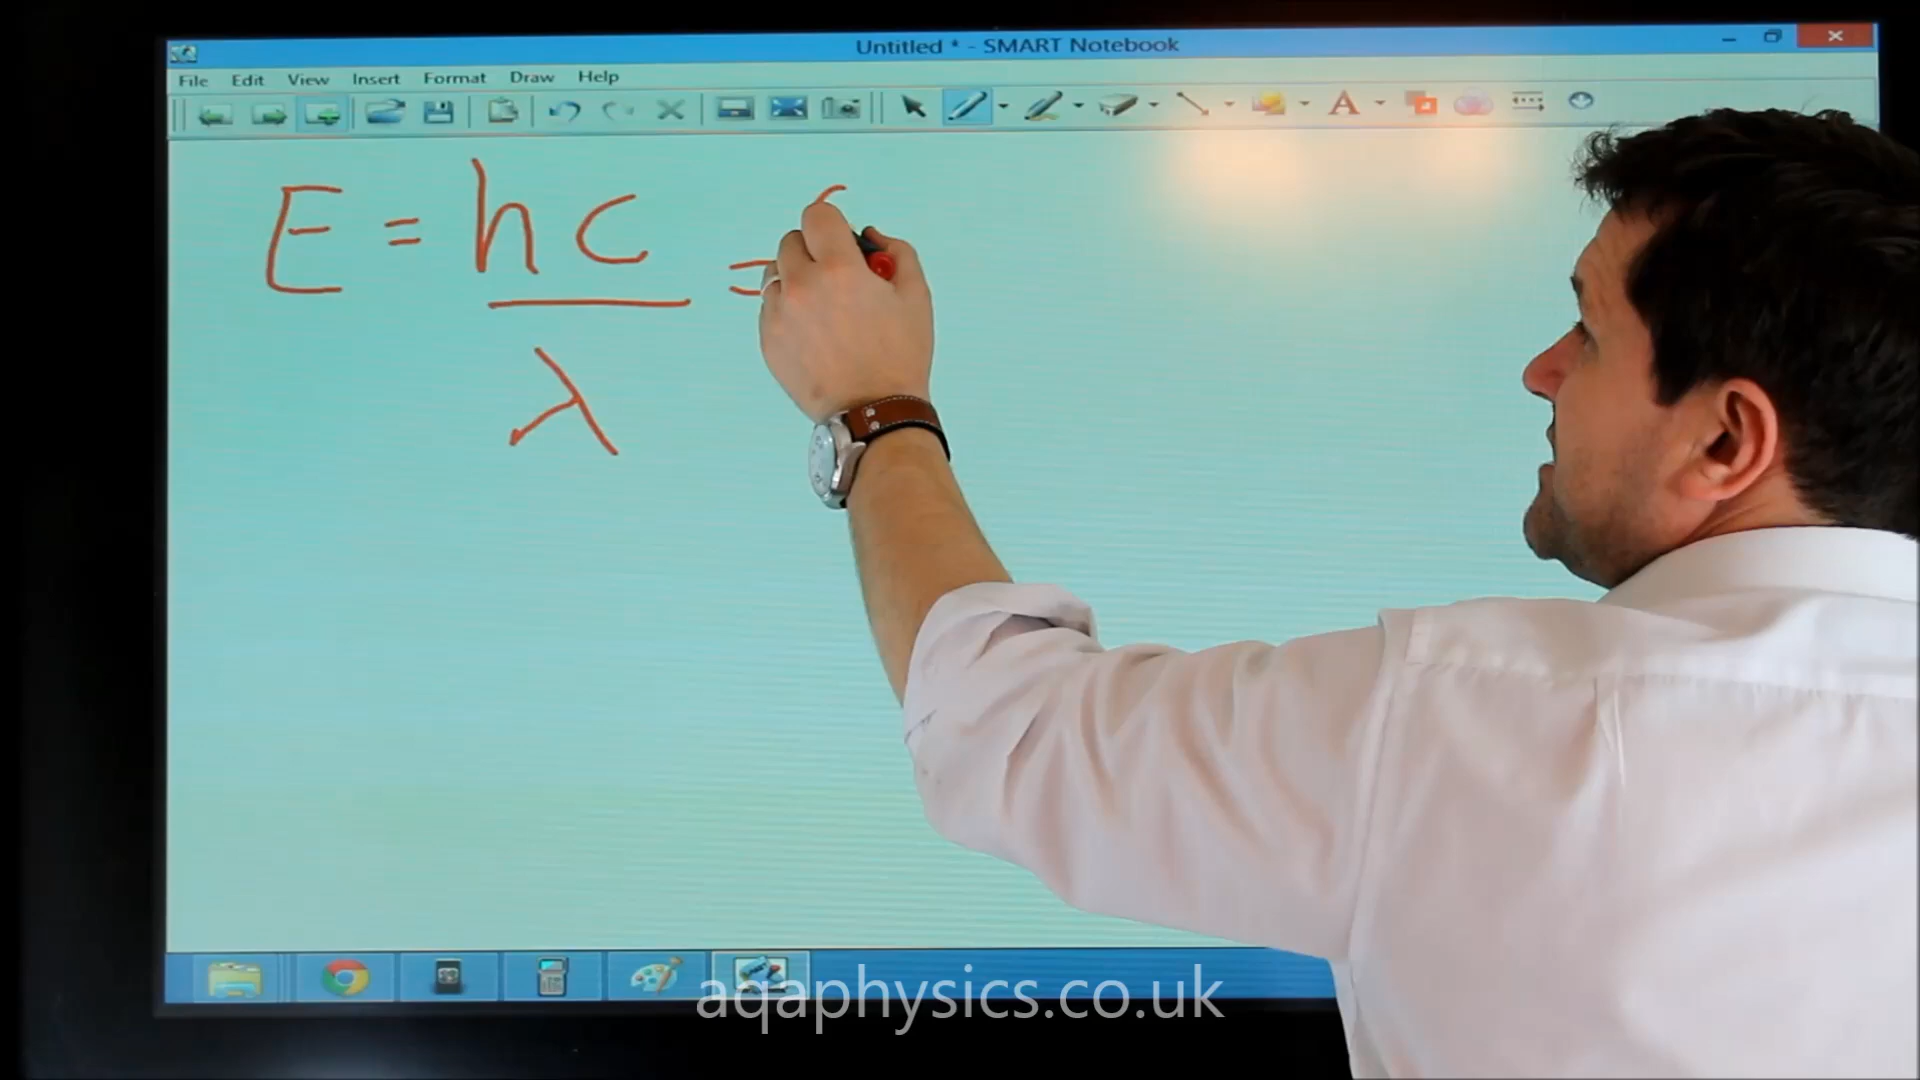 Untitled * - SMART Notebook
File Edit View Insert Format Draw Help
E = hc =
λ
aqaphysics.co.uk